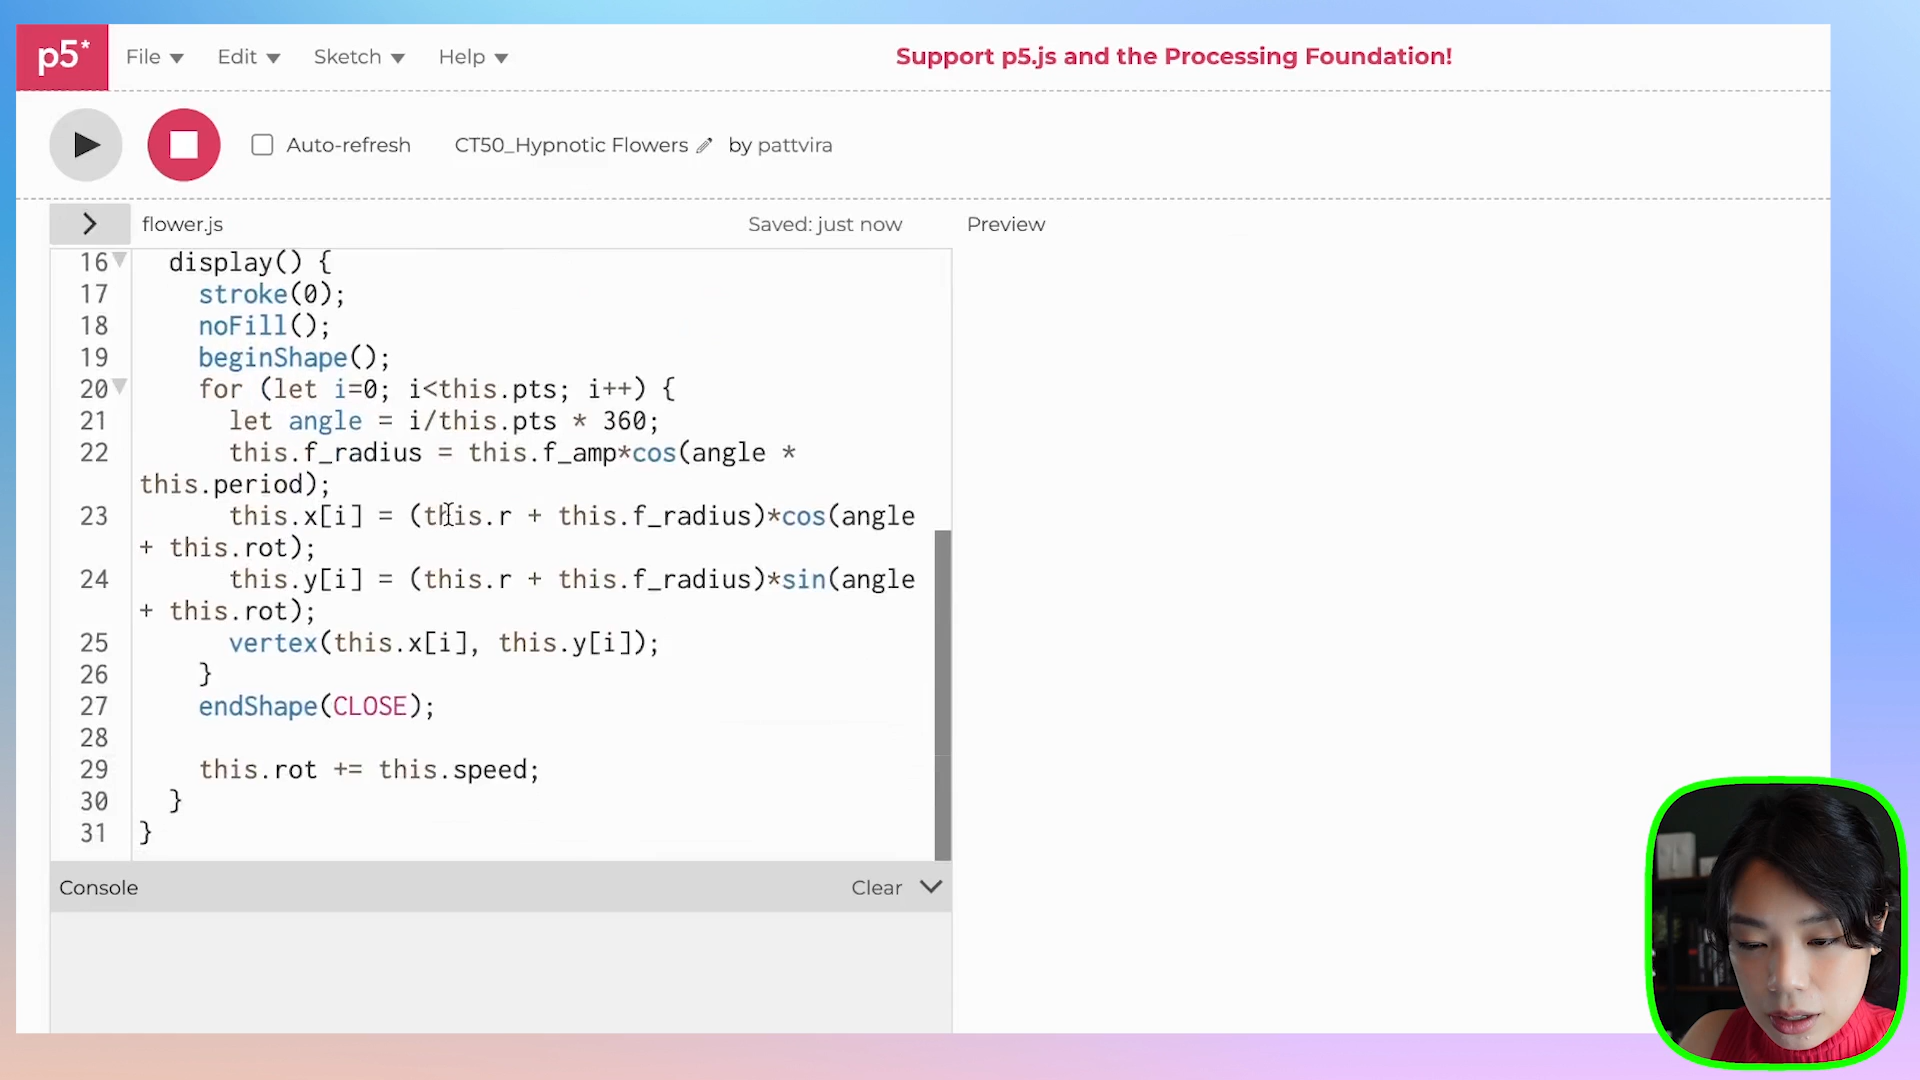 p5* File Edit Sketch Help Support p5.js and the Processing Foundation!
Auto-refresh CT50_Hypnotic Flowers by pattvira
flower.js Saved: just now Preview
16 display() {
17 stroke(0);
18 noFill();
19 beginShape();
20 for (let i=0; i<this.pts; i++) {
21 let angle = i/this.pts * 360;
22 this.f_radius = this.f_amp*cos(angle *
this.period);
23 this.x[i] = (this.r + this.f_radius)*cos(angle
+ this.rot);
24 this.y[i] = (this.r + this.f_radius)*sin(angle
+ this.rot);
25 vertex(this.x[i], this.y[i]);
26 }
27 endShape(CLOSE);
28
29 this.rot += this.speed;
30 }
31 }
Console Clear